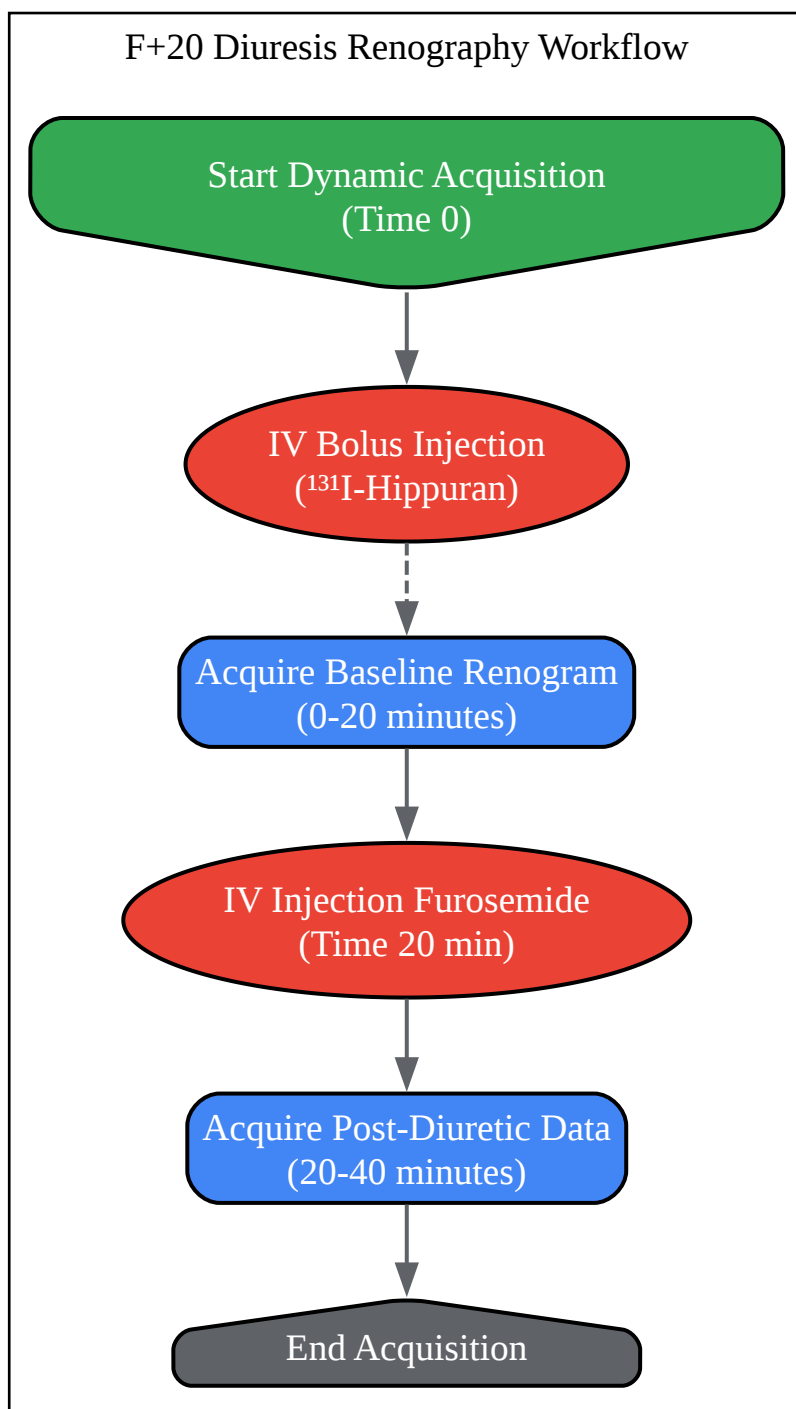 F+20 Diuresis Renography Workflow
Start Dynamic Acquisition
(Time 0)
IV Bolus Injection
(¹³¹I-Hippuran)
Acquire Baseline Renogram
(0-20 minutes)
IV Injection Furosemide
(Time 20 min)
Acquire Post-Diuretic Data
(20-40 minutes)
End Acquisition